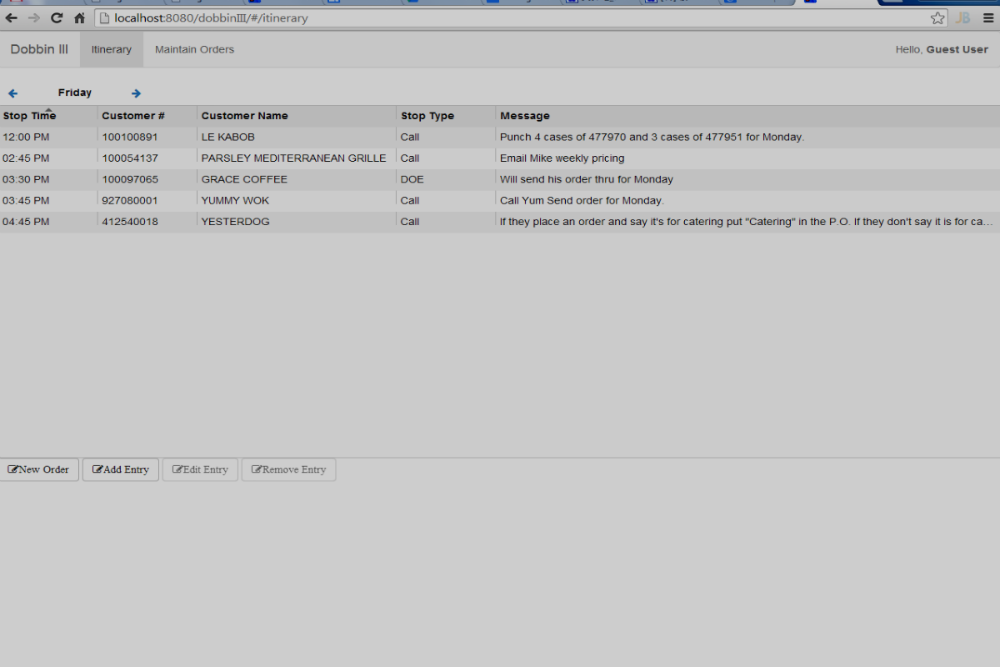 localhost:8080/dobbinIII/#/itinerary
JB
Dobbin III Itinerary Maintain Orders Hello, Guest User
Friday
Stop Time Customer # Customer Name Stop Type Message
12:00 PM 100100891 LE KABOB Call Punch 4 cases of 477970 and 3 cases of 477951 for Monday.
02:45 PM 100054137 PARSLEY MEDITERRANEAN GRILLE Call Email Mike weekly pricing
03:30 PM 100097065 GRACE COFFEE DOE Will send his order thru for Monday
03:45 PM 927080001 YUMMY WOK Call Call Yum Send order for Monday.
04:45 PM 412540018 YESTERDOG Call If they place an order and say it's for catering put "Catering" in the P.O. If they don't say it is for ca...
New Order Add Entry Edit Entry Remove Entry